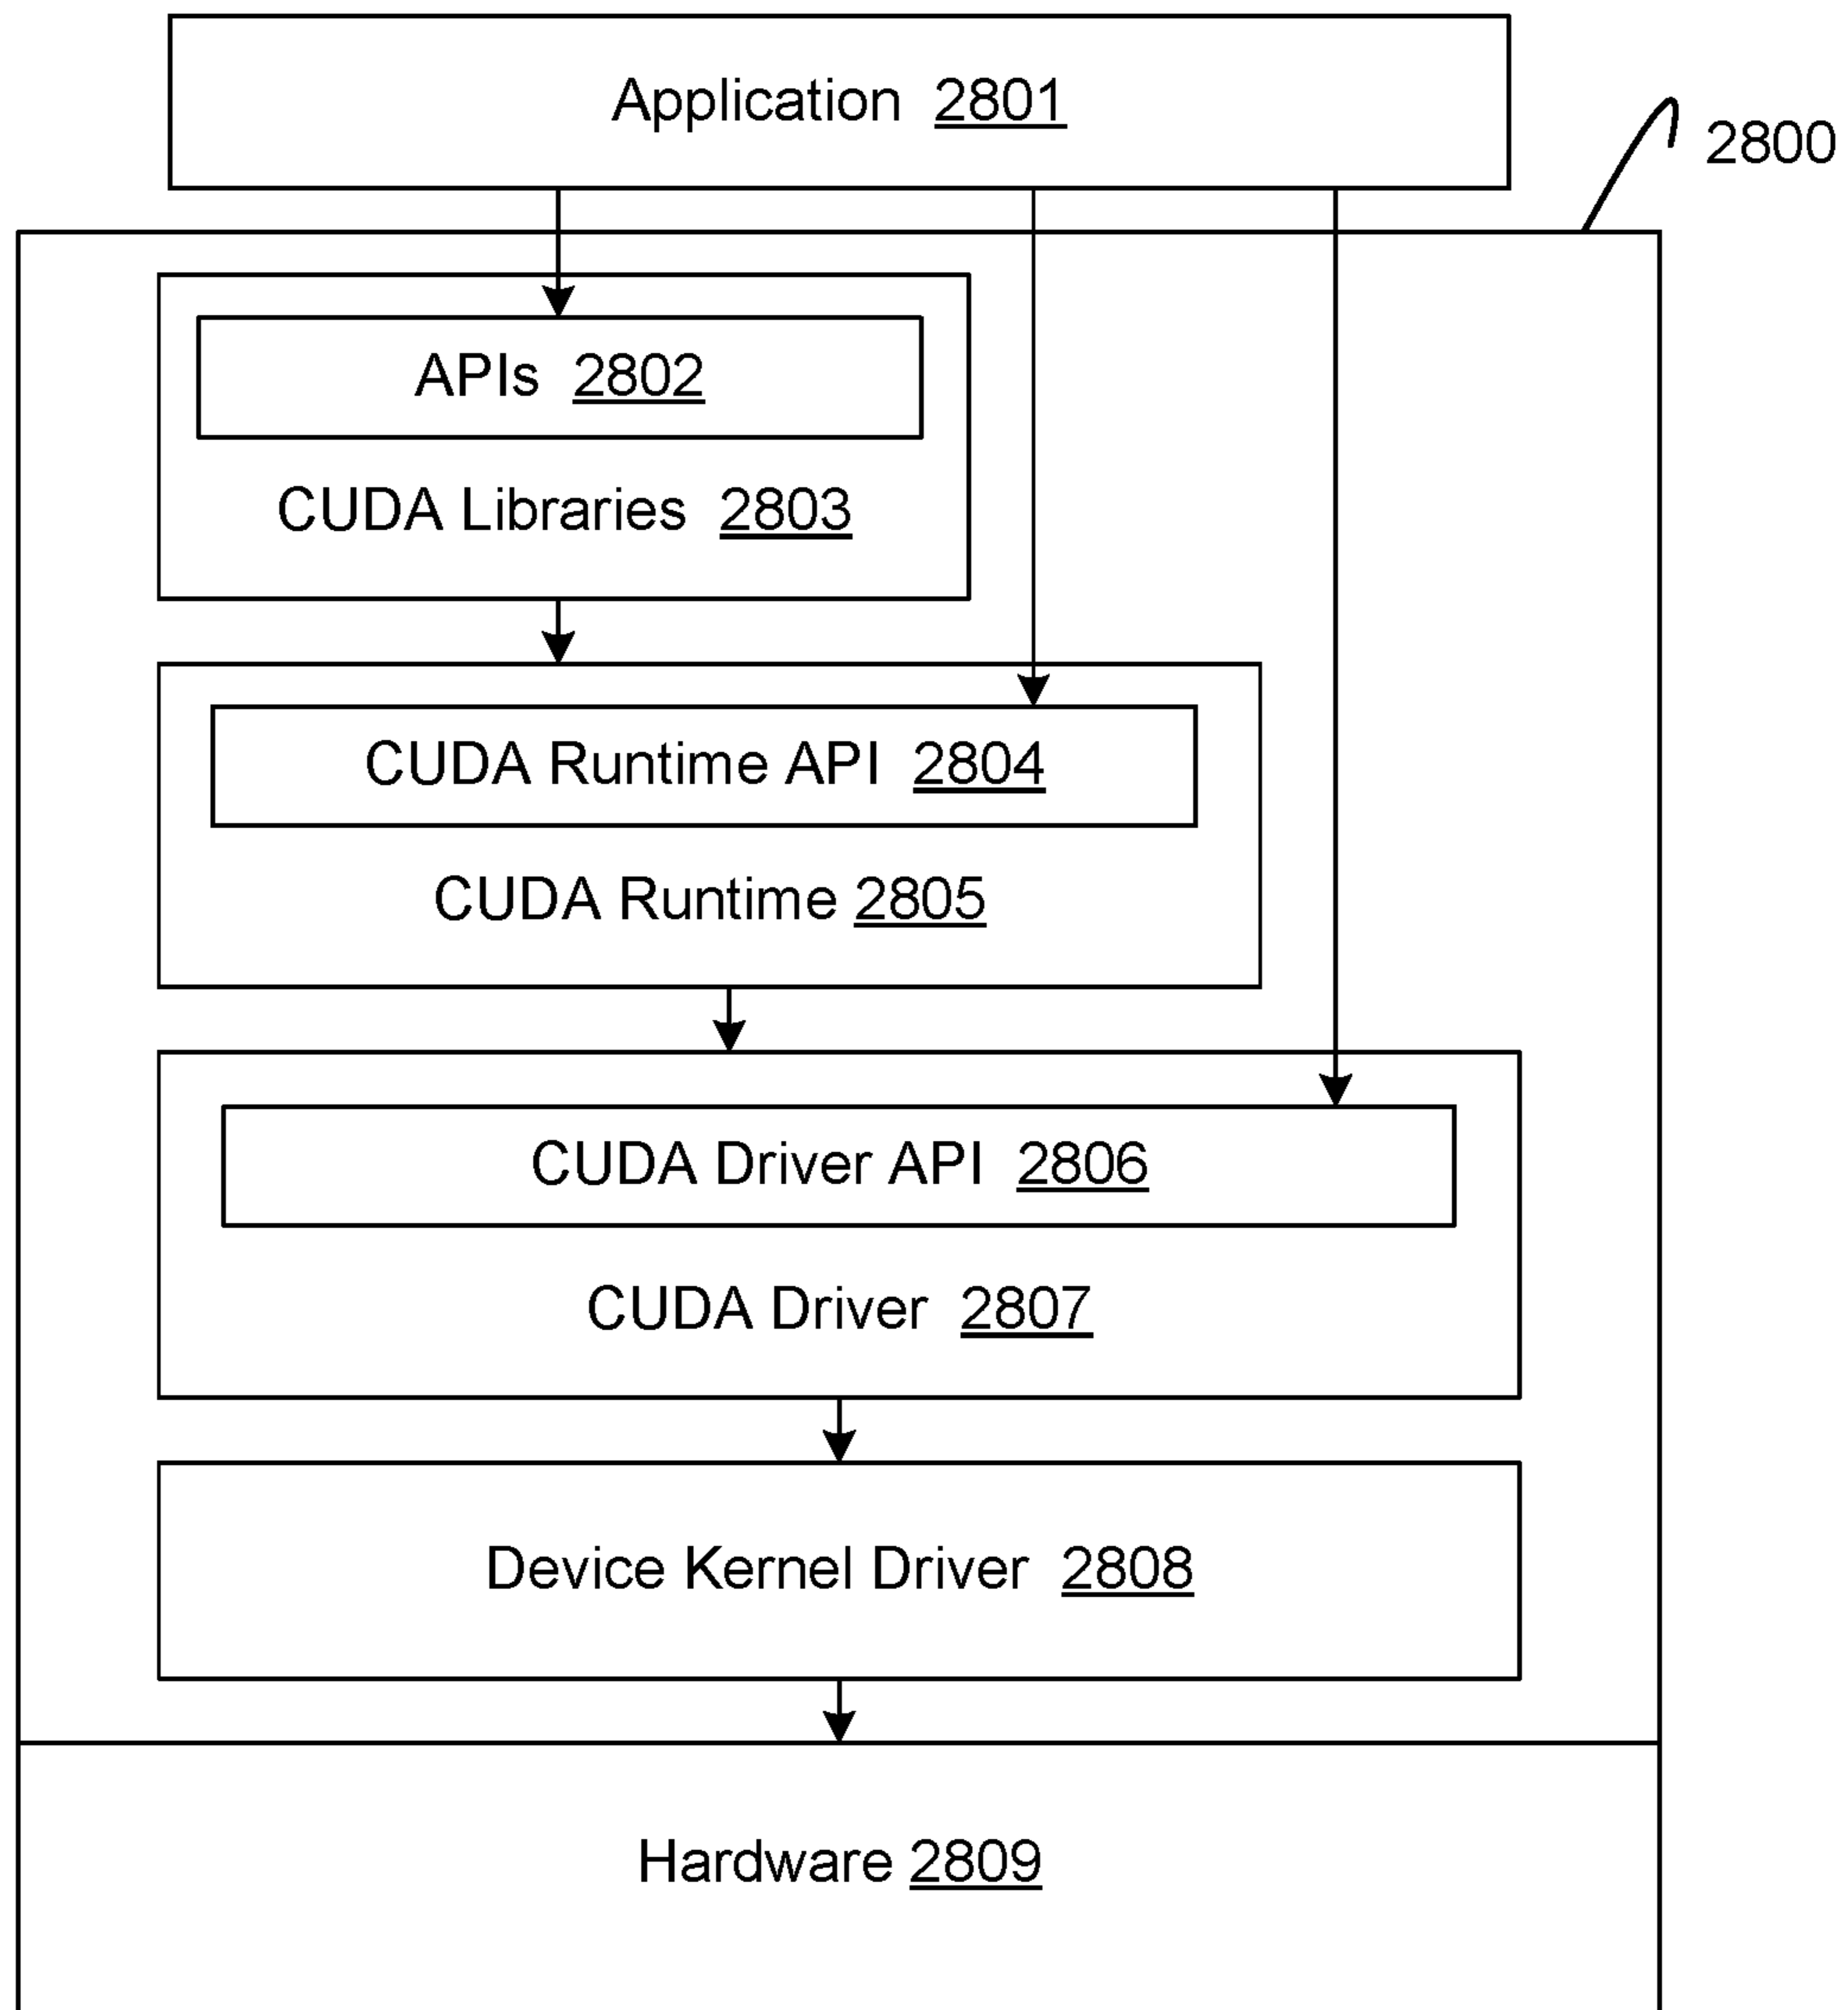 Application 2801
2800
APIs 2802
CUDA Libraries 2803
CUDA Runtime API 2804
CUDA Runtime 2805
CUDA Driver API 2806
CUDA Driver 2807
Device Kernel Driver 2808
Hardware 2809